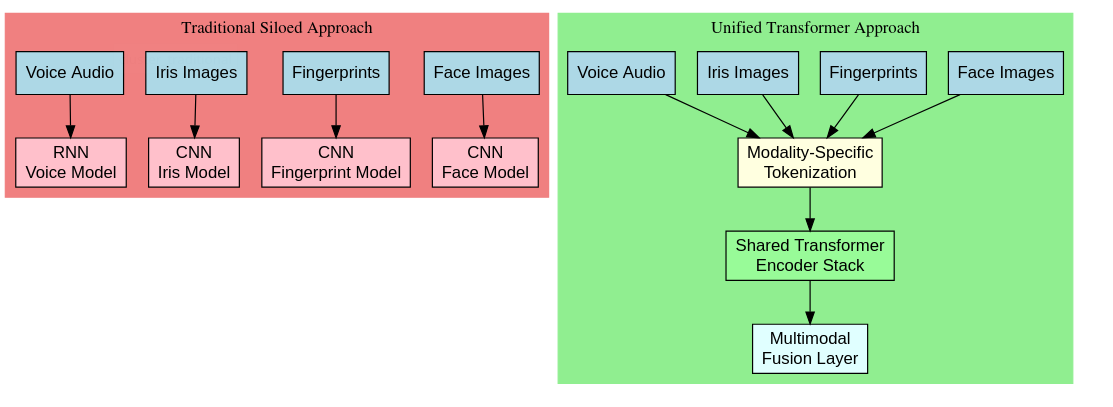 Traditional Siloed Approach
Voice Audio
Iris Images
Fingerprints
Face Images
RNN
Voice Model
CNN
Iris Model
CNN
Fingerprint Model
CNN
Face Model
Unified Transformer Approach
Voice Audio
Iris Images
Fingerprints
Face Images
Modality-Specific
Tokenization
Shared Transformer
Encoder Stack
Multimodal
Fusion Layer